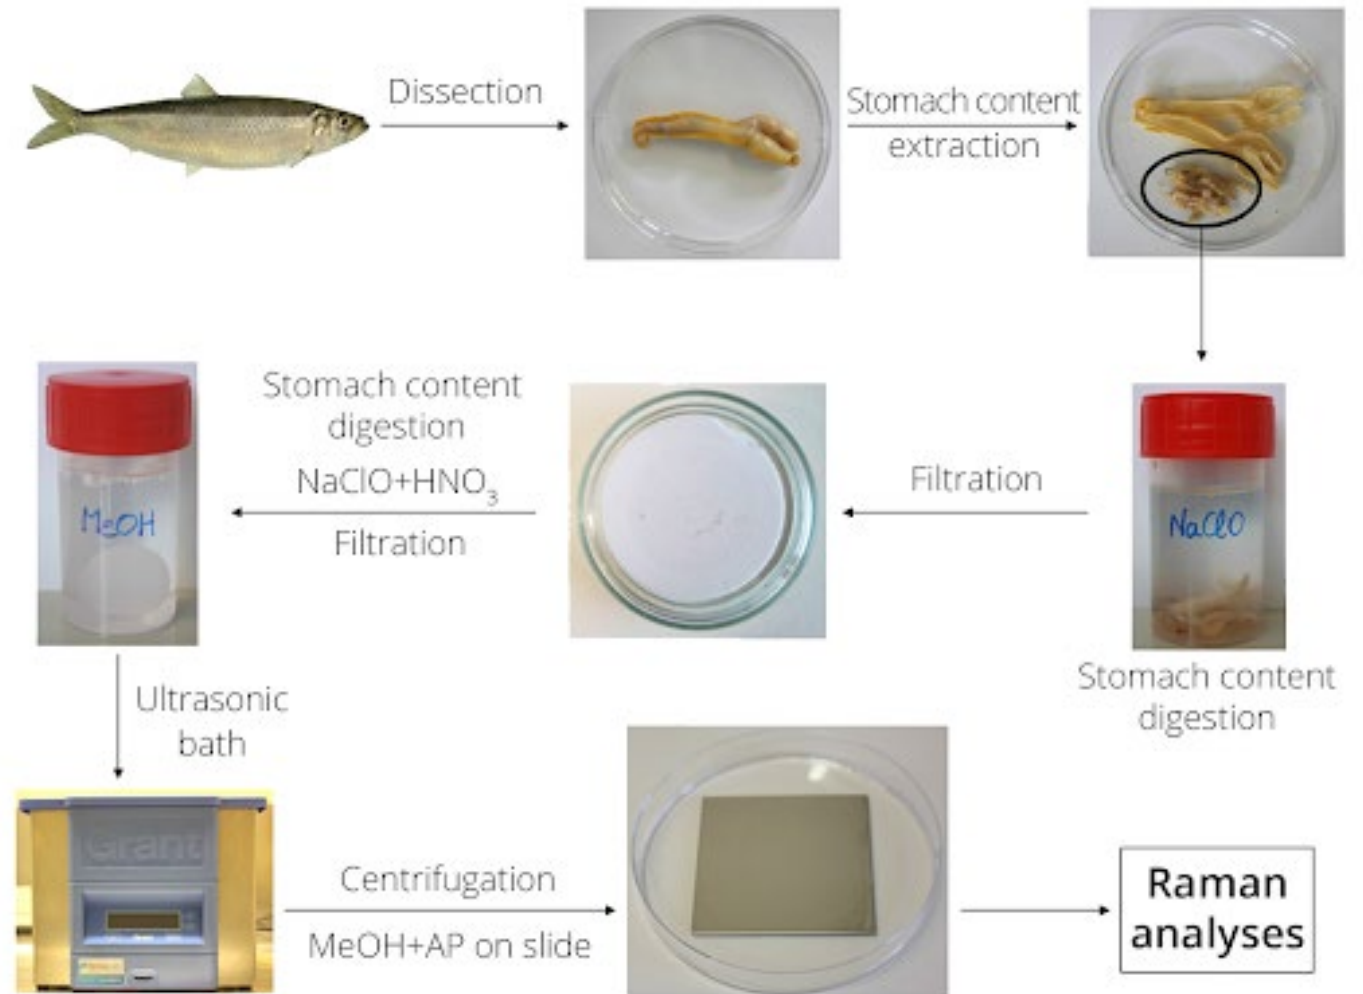 Dissection
Stomach content
extraction
Stomach content
digestion
NaClO+HNO₃
Filtration
MeOH
Filtration
NaClO
Stomach content
digestion
Ultrasonic
bath
Grant
Centrifugation
MeOH+AP on slide
Raman
analyses